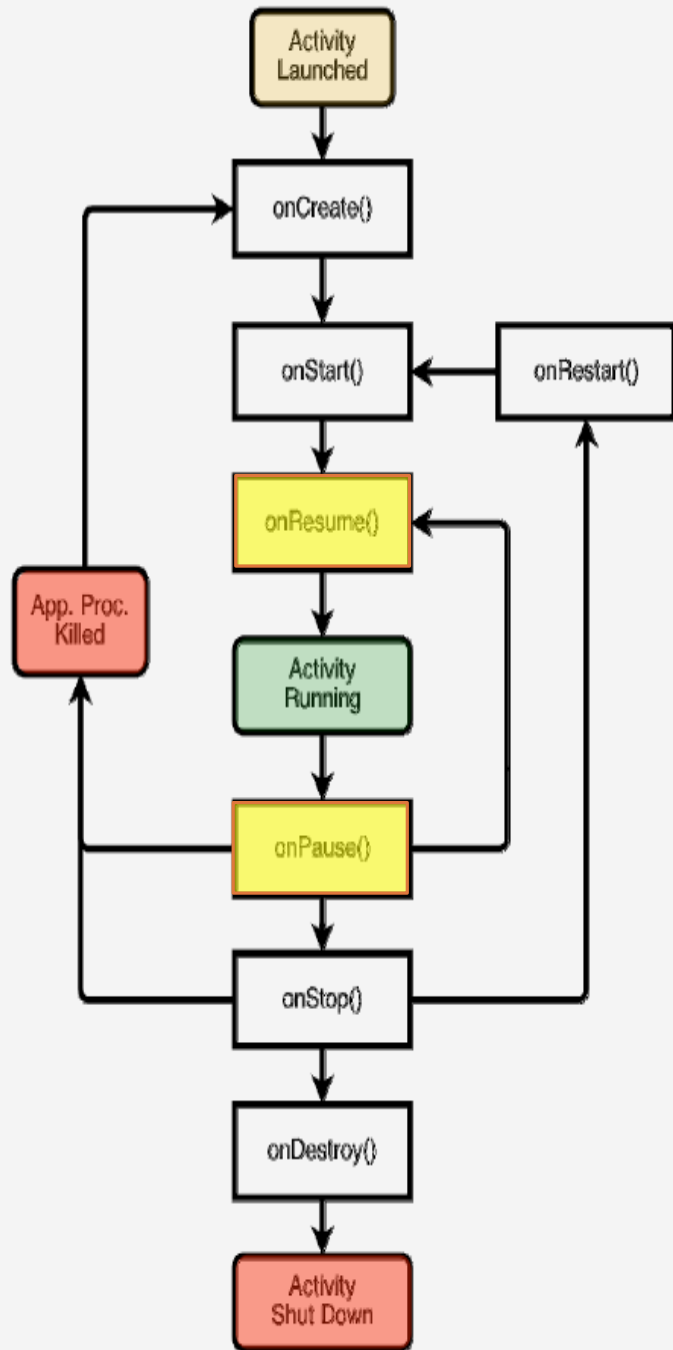 Activity
Launched
onCreate()
onStart()
onRestart()
onResume()
App. Proc.
Killed
Activity
Running
onPause()
onStop()
onDestroy()
Activity
Shut Down